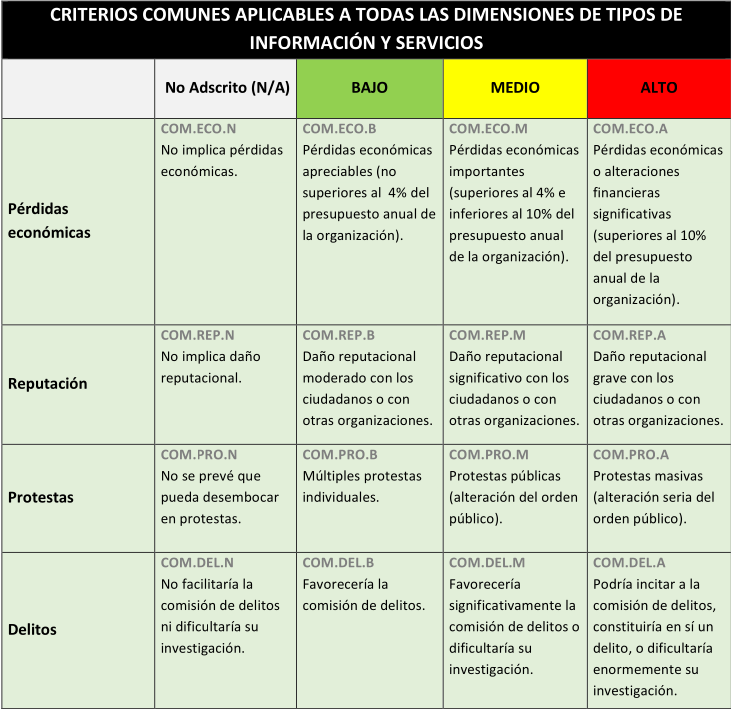 CRITERIOS COMUNES APLICABLES A TODAS LAS DIMENSIONES DE TIPOS DE
INFORMACIÓN Y SERVICIOS
No Adscrito (N/A)
BAJO
MEDIO
ALTO
Pérdidas
económicas
COM.ECO.N
No implica pérdidas
económicas.
COM.ECO.B
Pérdidas económicas
apreciables (no
superiores al 4% del
presupuesto anual de
la organización).
COM.ECO.M
Pérdidas económicas
importantes
(superiores al 4% e
inferiores al 10% del
presupuesto anual
de la organización).
COM.ECO.A
Pérdidas económicas
o alteraciones
financieras
significativas
(superiores al 10%
del presupuesto
anual de la
organización).
Reputación
COM.REP.N
No implica daño
reputacional.
COM.REP.B
Daño reputacional
moderado con los
ciudadanos o con
otras organizaciones.
COM.REP.M
Daño reputacional
significativo con los
ciudadanos o con
otras organizaciones.
COM.REP.A
Daño reputacional
grave con los
ciudadanos o con
otras organizaciones.
Protestas
COM.PRO.N
No se prevé que
pueda desembocar
en protestas.
COM.PRO.B
Múltiples protestas
individuales.
COM.PRO.M
Protestas públicas
(alteración del orden
público).
COM.PRO.A
Protestas masivas
(alteración seria del
orden público).
Delitos
COM.DEL.N
No facilitaría la
comisión de delitos
ni dificultaría su
investigación.
COM.DEL.B
Favorecería la
comisión de delitos.
COM.DEL.M
Favorecería
significativamente la
comisión de delitos o
dificultaría su
investigación.
COM.DEL.A
Podría incitar a la
comisión de delitos,
constituiría en sí un
delito, o dificultaría
enormemente su
investigación.